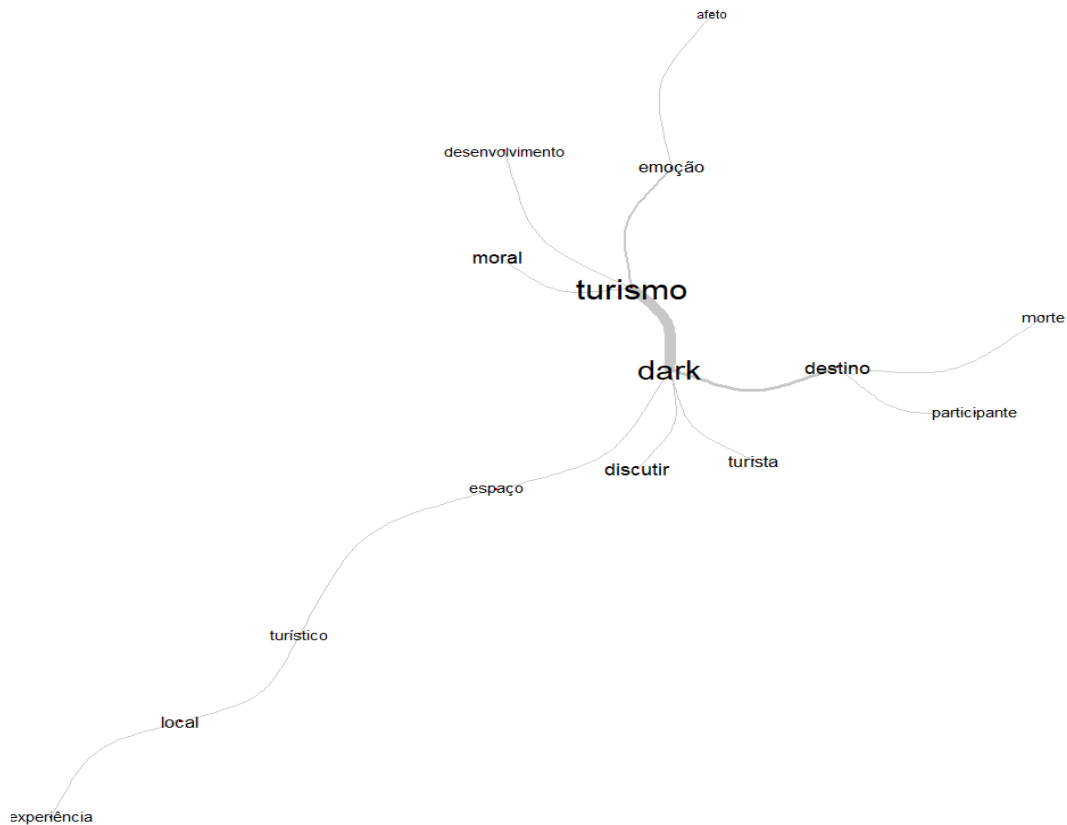 afeto
desenvolvimento
emoção
moral
turismo
morte
dark
destino
participante
discutir
turista
espaço
turístico
local
experiência